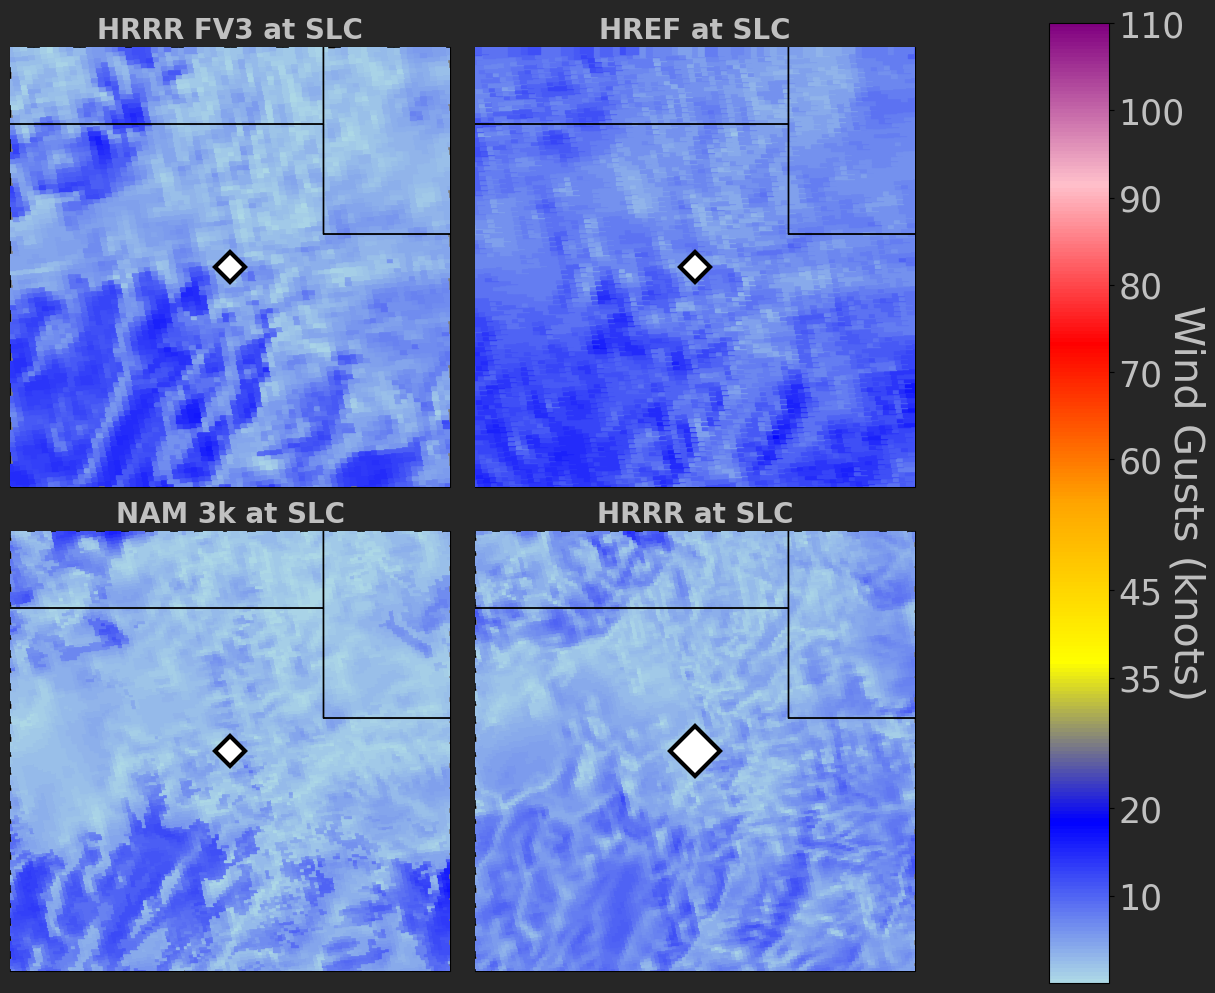 HRRR FV3 at SLC
HREF at SLC
NAM 3k at SLC
HRRR at SLC
110
100
90
80
70
60
45
35
20
10
Wind Gusts (knots)